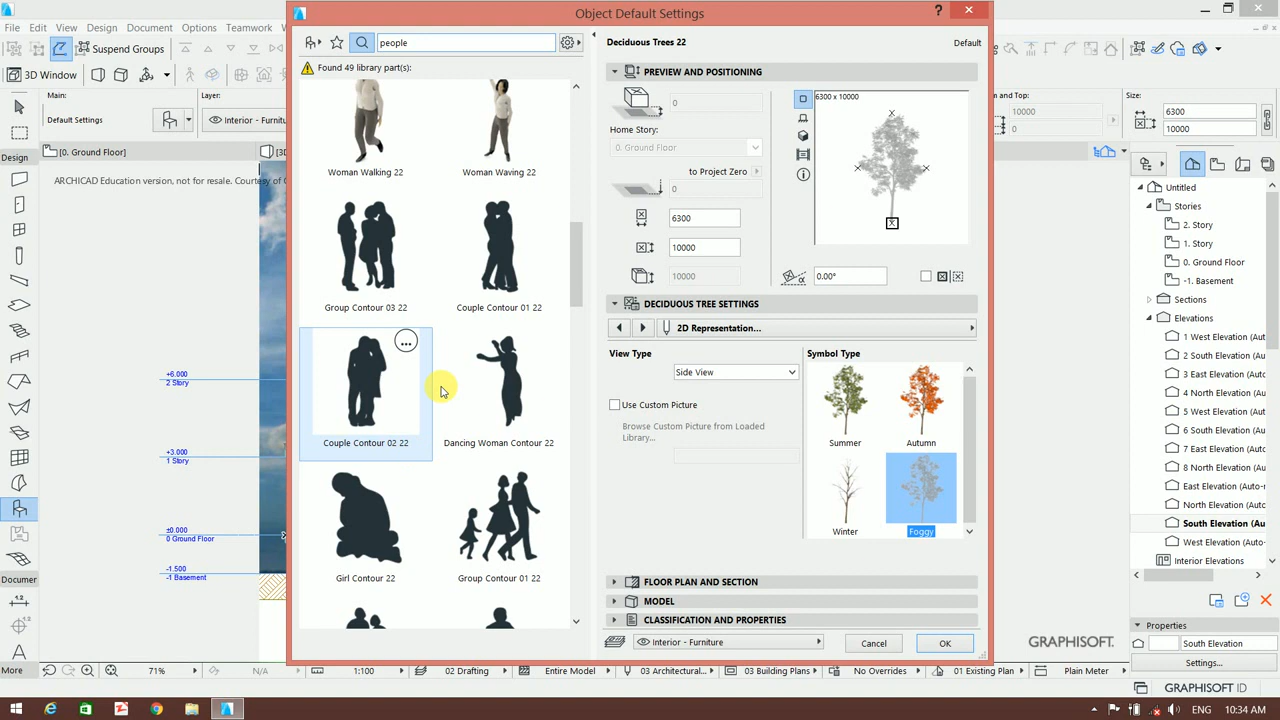 Object Default Settings
?
File Edit View Design Document Options Teamwork
Suspend Groups
3D Window
Main:
Layer:
Default Settings
Interior - Furnitu
[0. Ground Floor]
ARCHICAD Education version, not for resale. Courtesy of
Design
+6.000
2 Story
+3.000
1 Story
±0.000
0 Ground Floor
-1.500
-1 Basement
Documen
More
people
Found 49 library part(s):
Woman Walking 22
Woman Waving 22
Group Contour 03 22
Couple Contour 01 22
Couple Contour 02 22
Dancing Woman Contour 22
Girl Contour 22
Group Contour 01 22
Deciduous Trees 22
Default
PREVIEW AND POSITIONING
0
Home Story:
0. Ground Floor
to Project Zero
0
6300
10000
10000
6300 x 10000
0.00°
DECIDUOUS TREE SETTINGS
2D Representation...
View Type
Side View
Use Custom Picture
Browse Custom Picture from Loaded
Library...
Symbol Type
Summer
Autumn
Winter
Foggy
FLOOR PLAN AND SECTION
MODEL
CLASSIFICATION AND PROPERTIES
Interior - Furniture
Cancel
OK
m and Top:
10000
0
Size:
6300
10000
Untitled
Stories
2. Story
1. Story
0. Ground Floor
-1. Basement
Sections
Elevations
1 West Elevation (Auto
2 South Elevation (Aut
3 East Elevation (Auto-
4 North Elevation (Aut
5 West Elevation (Auto
6 South Elevation (Aut
7 East Elevation (Auto-
8 North Elevation (Aut
East Elevation (Auto-r
North Elevation (Auto
South Elevation (Au
West Elevation (Auto-
Interior Elevations
Properties
South Elevation
Settings...
GRAPHISOFT.
71%
N/A
1:100
02 Drafting
Entire Model
03 Architectural...
03 Building Plans
No Overrides
01 Existing Plan
Plain Meter
GRAPHISOFT ID
10:34 AM